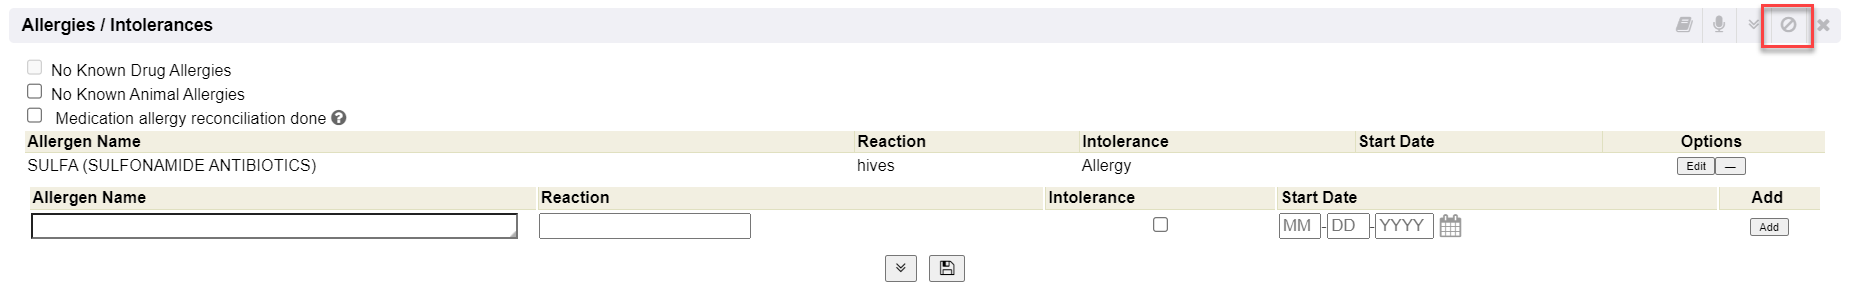 Allergies / Intolerances
No Known Drug Allergies
No Known Animal Allergies
Medication allergy reconciliation done ?
Allergen Name Reaction Intolerance Start Date Options
SULFA (SULFONAMIDE ANTIBIOTICS) hives Allergy Edit —
Allergen Name Reaction Intolerance Start Date Add
MM - DD - YYYY Add